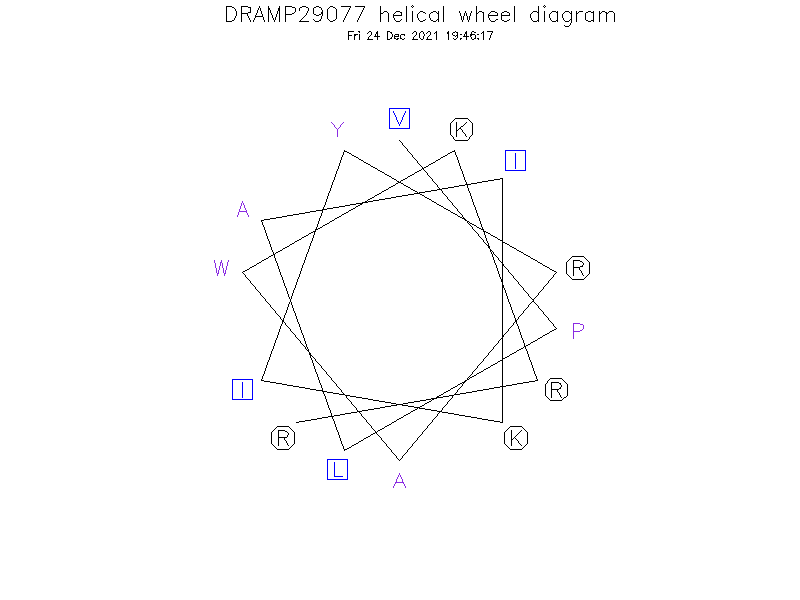 DRAMP29077 helical wheel diagram
Fri 24 Dec 2021 19:46:17
V
Y
K
I
A
W
R
P
I
R
R
K
L
A